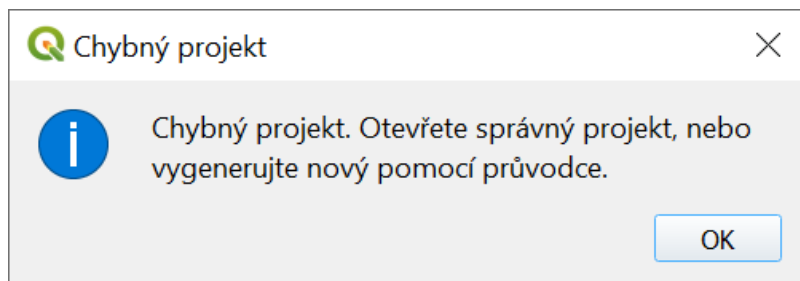 Chybný projekt
Chybný projekt. Otevřete správný projekt, nebo
vygenerujte nový pomocí průvodce.
OK